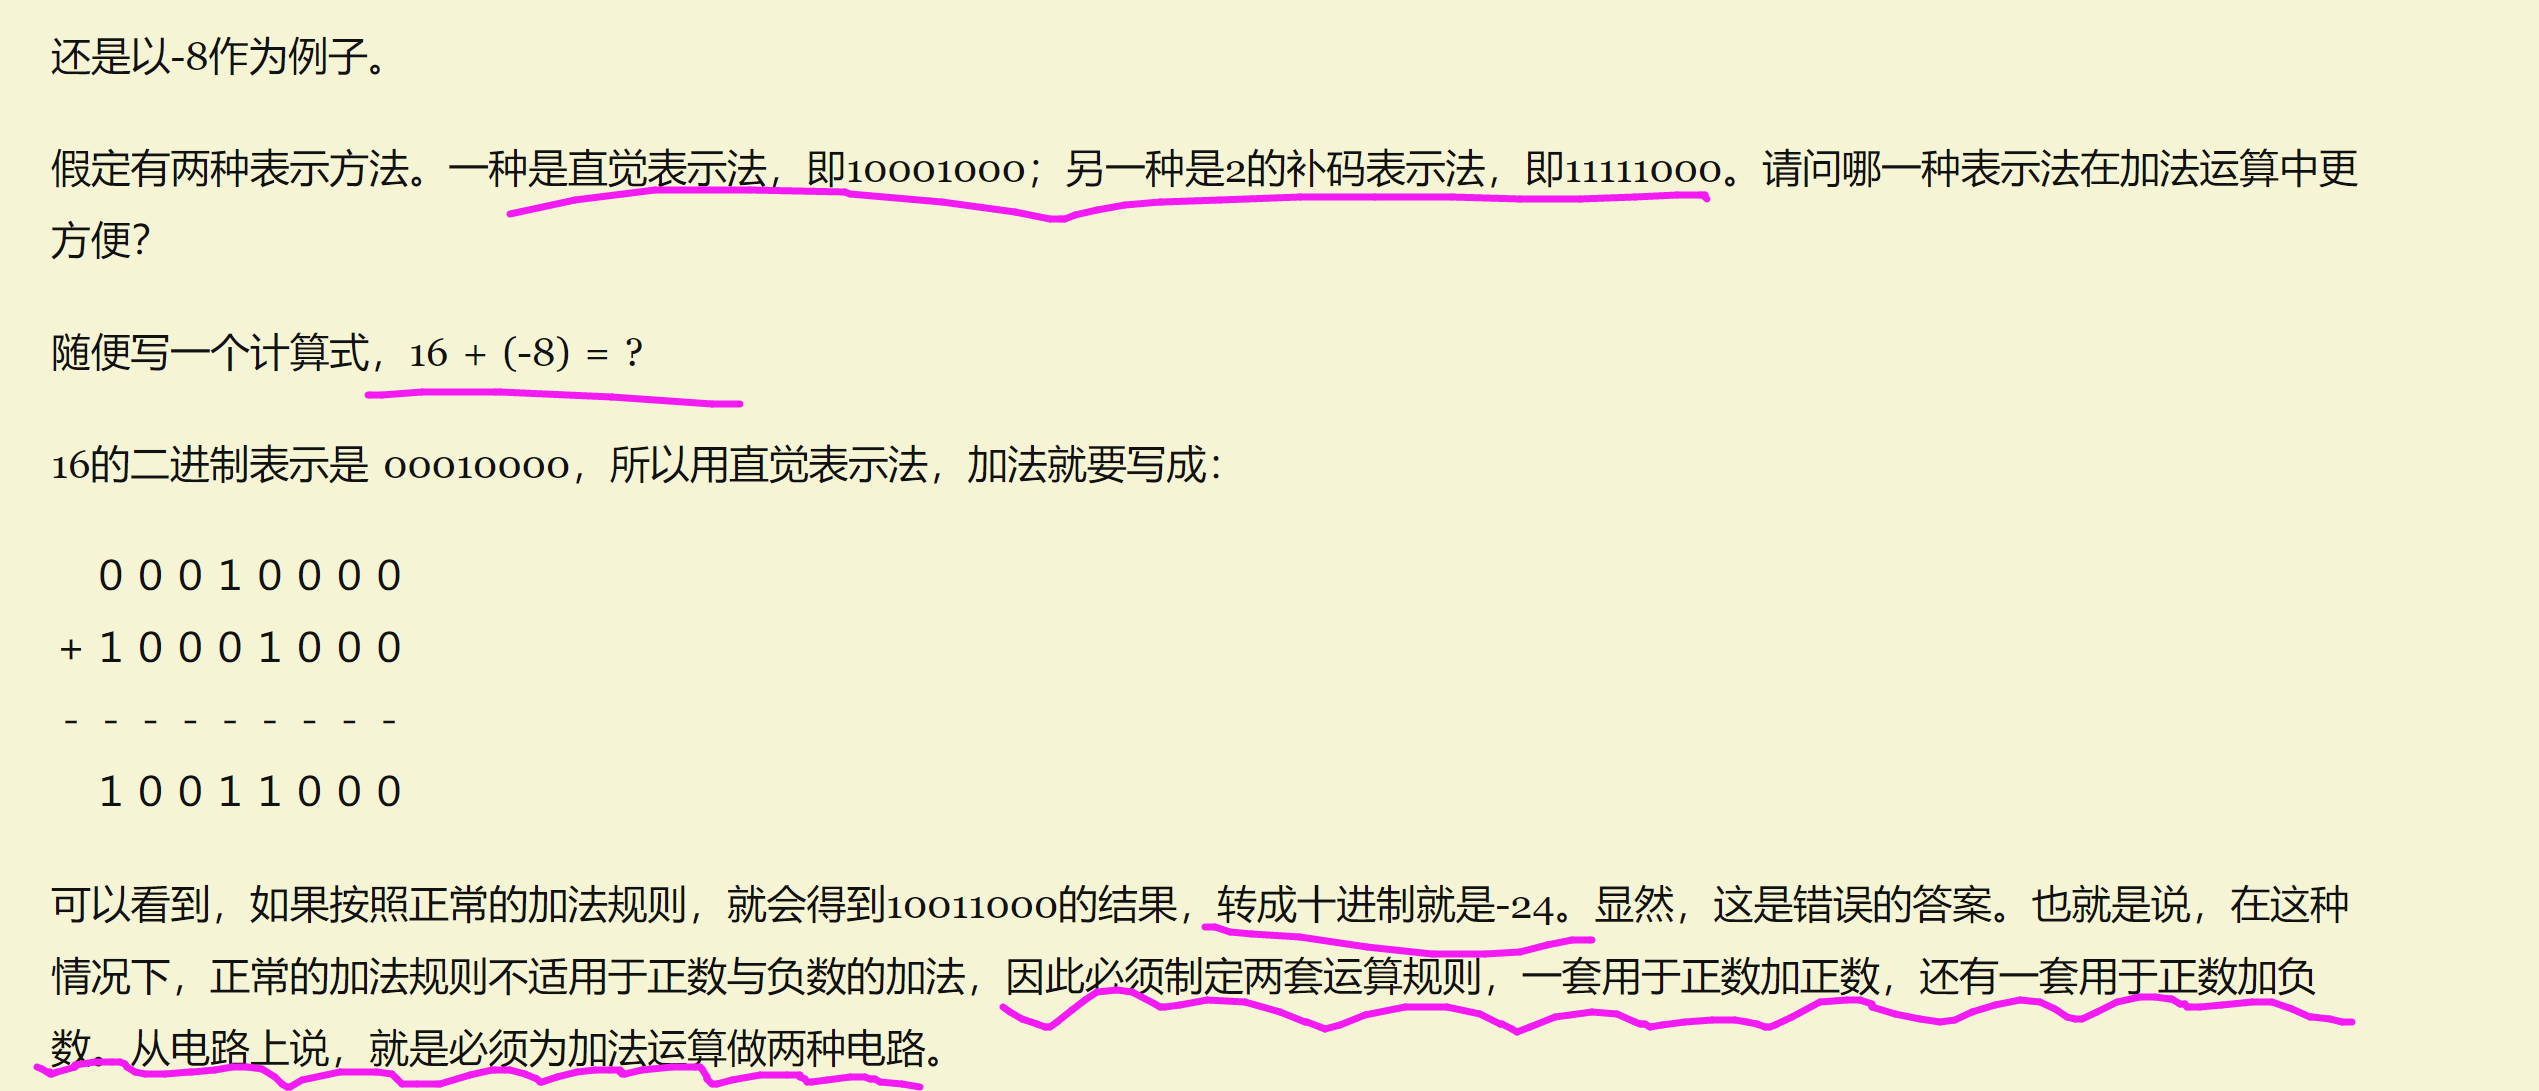 还是以-8作为例子。
假定有两种表示方法。一种是直觉表示法，即10001000；另一种是2的补码表示法，即11111000。请问哪一种表示法在加法运算中更
方便？
随便写一个计算式，16 + (-8) = ?
16的二进制表示是 00010000，所以用直觉表示法，加法就要写成：
0 0 0 1 0 0 0 0
+ 1 0 0 0 1 0 0 0
- - - - - - - - -
1 0 0 1 1 0 0 0
可以看到，如果按照正常的加法规则，就会得到10011000的结果，转成十进制就是-24。显然，这是错误的答案。也就是说，在这种
情况下，正常的加法规则不适用于正数与负数的加法，因此必须制定两套运算规则，一套用于正数加正数，还有一套用于正数加负
数。从电路上说，就是必须为加法运算做两种电路。